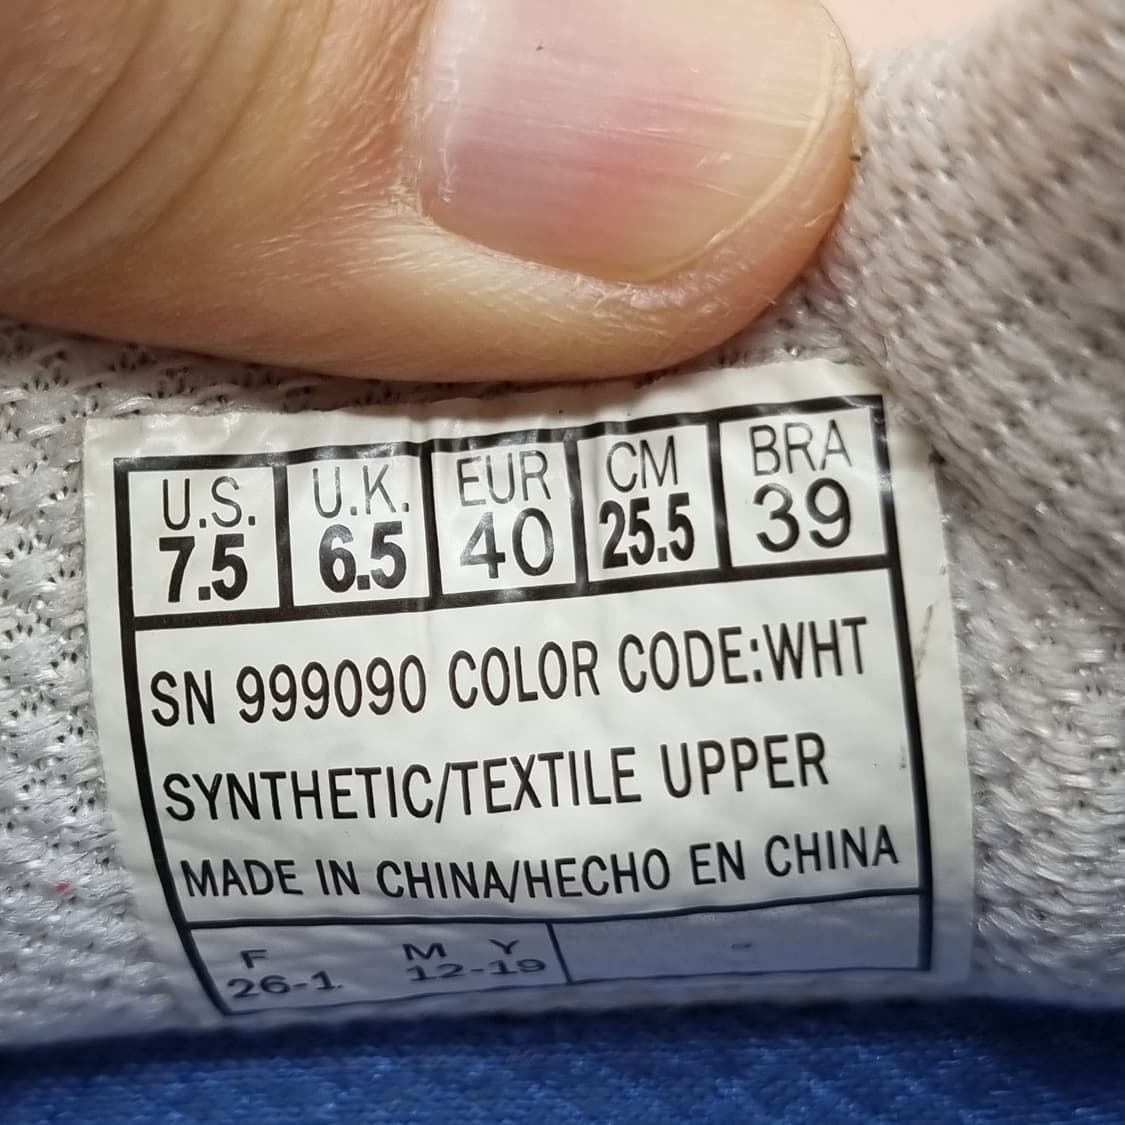 U.S. U.K. EUR CM BRA
7.5 6.5 40 25.5 39
SN 999090 COLOR CODE:WHT
SYNTHETIC/TEXTILE UPPER
MADE IN CHINA/HECHO EN CHINA
F M Y -
26-1 12-19